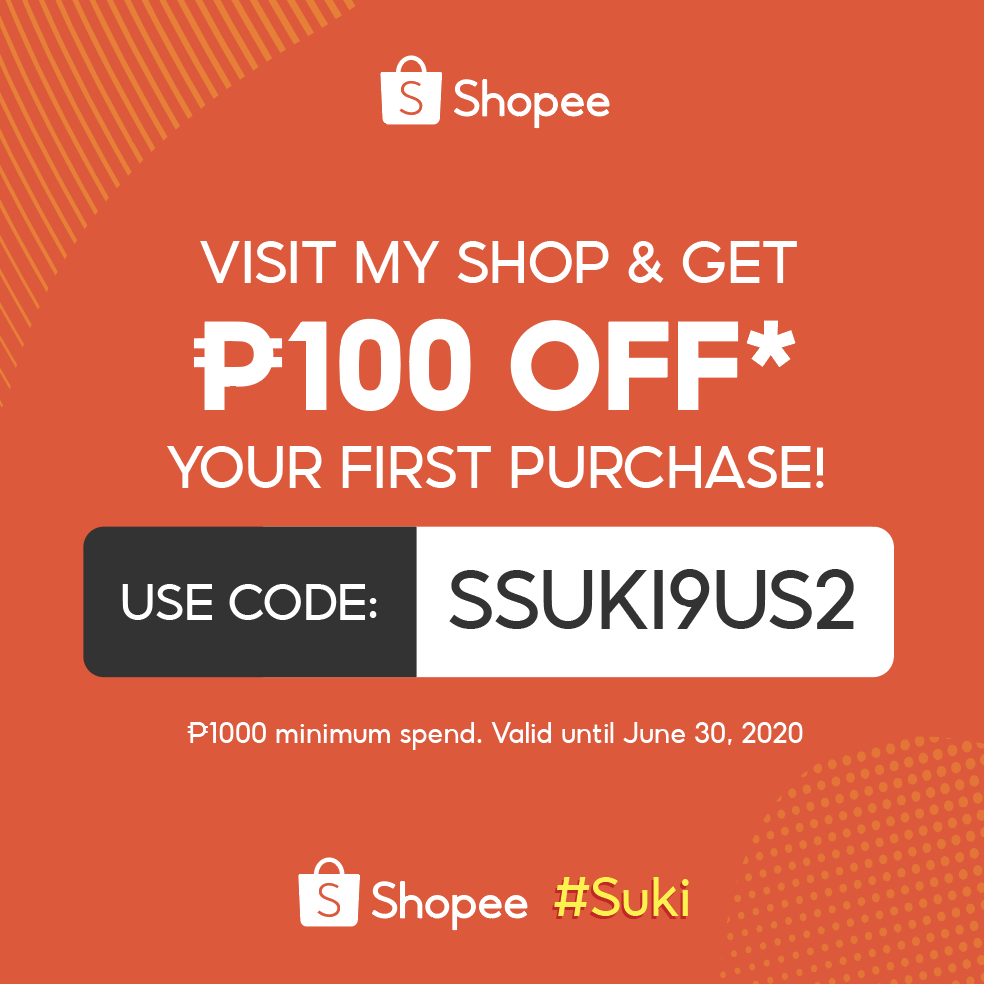 S Shopee
VISIT MY SHOP & GET
₱100 OFF*
YOUR FIRST PURCHASE!
USE CODE: SSUKI9US2
₱1000 minimum spend. Valid until June 30, 2020
S Shopee #Suki